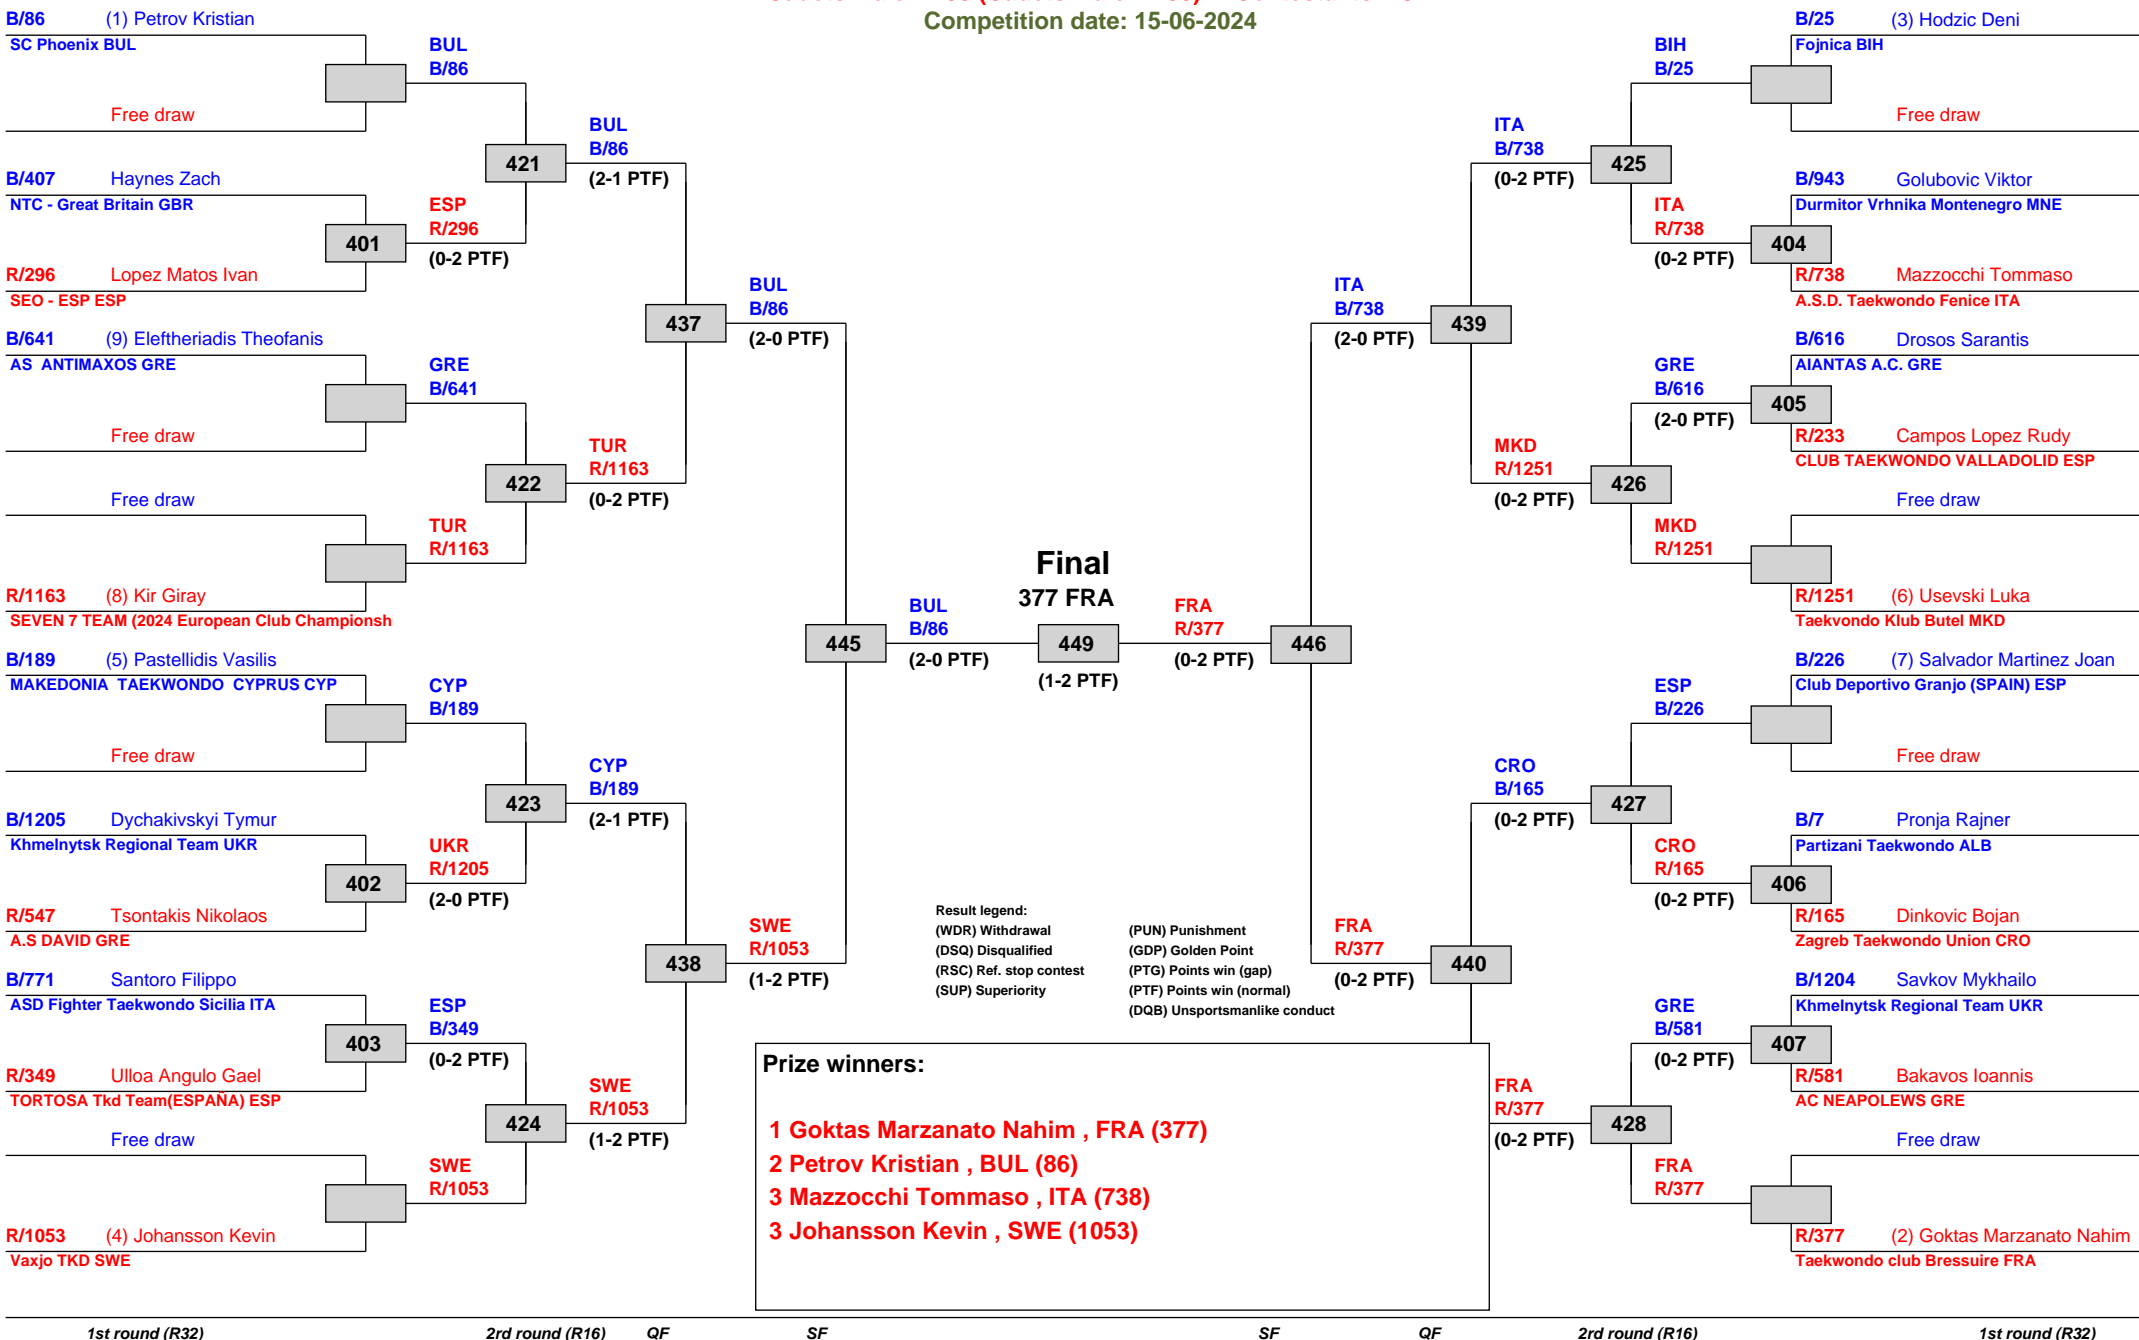 Competition date: 15-06-2024
B/86 (1) Petrov Kristian
SC Phoenix BUL
Free draw
B/407 Haynes Zach
NTC - Great Britain GBR
401
R/296 Lopez Matos Ivan
SEO - ESP ESP
B/641 (9) Eleftheriadis Theofanis
AS ANTIMAXOS GRE
Free draw
Free draw
R/1163 (8) Kir Giray
SEVEN 7 TEAM (2024 European Club Championsh
B/189 (5) Pastellidis Vasilis
MAKEDONIA TAEKWONDO CYPRUS CYP
Free draw
B/1205 Dychakivskyi Tymur
Khmelnytsk Regional Team UKR
402
R/547 Tsontakis Nikolaos
A.S DAVID GRE
B/771 Santoro Filippo
ASD Fighter Taekwondo Sicilia ITA
403
R/349 Ulloa Angulo Gael
TORTOSA Tkd Team(ESPAÑA) ESP
Free draw
R/1053 (4) Johansson Kevin
Vaxjo TKD SWE
BUL
B/86
421
ESP
R/296
(0-2 PTF)
GRE
B/641
422
TUR
R/1163
CYP
B/189
423
UKR
R/1205
(2-0 PTF)
ESP
B/349
(0-2 PTF)
424
SWE
R/1053
BUL
B/86
(2-1 PTF)
437
TUR
R/1163
(0-2 PTF)
CYP
B/189
(2-1 PTF)
438
SWE
R/1053
(1-2 PTF)
BUL
B/86
(2-0 PTF)
445
SWE
R/1053
(1-2 PTF)
BUL
B/86
(2-0 PTF)
Final
377 FRA
449
(1-2 PTF)
FRA
R/377
(0-2 PTF)
446
ITA
B/738
(2-0 PTF)
439
FRA
R/377
(0-2 PTF)
440
ITA
B/738
(0-2 PTF)
425
MKD
R/1251
(0-2 PTF)
426
CRO
B/165
(0-2 PTF)
427
FRA
R/377
(0-2 PTF)
428
BIH
B/25
ITA
R/738
(0-2 PTF)
GRE
B/616
(2-0 PTF)
MKD
R/1251
ESP
B/226
CRO
R/165
(0-2 PTF)
GRE
B/581
(0-2 PTF)
FRA
R/377
B/25 (3) Hodzic Deni
Fojnica BIH
Free draw
B/943 Golubovic Viktor
Durmitor Vrhnika Montenegro MNE
404
R/738 Mazzocchi Tommaso
A.S.D. Taekwondo Fenice ITA
B/616 Drosos Sarantis
AIANTAS A.C. GRE
405
R/233 Campos Lopez Rudy
CLUB TAEKWONDO VALLADOLID ESP
Free draw
R/1251 (6) Usevski Luka
Taekvondo Klub Butel MKD
B/226 (7) Salvador Martinez Joan
Club Deportivo Granjo (SPAIN) ESP
Free draw
B/7 Pronja Rajner
Partizani Taekwondo ALB
406
R/165 Dinkovic Bojan
Zagreb Taekwondo Union CRO
B/1204 Savkov Mykhailo
Khmelnytsk Regional Team UKR
407
R/581 Bakavos Ioannis
AC NEAPOLEWS GRE
Free draw
R/377 (2) Goktas Marzanato Nahim
Taekwondo club Bressuire FRA
Result legend:
(WDR) Withdrawal
(DSQ) Disqualified
(RSC) Ref. stop contest
(SUP) Superiority
(PUN) Punishment
(GDP) Golden Point
(PTG) Points win (gap)
(PTF) Points win (normal)
(DQB) Unsportsmanlike conduct
Prize winners:
1 Goktas Marzanato Nahim , FRA (377)
2 Petrov Kristian , BUL (86)
3 Mazzocchi Tommaso , ITA (738)
3 Johansson Kevin , SWE (1053)
(1-2 PTF)
1st round (R32) 2rd round (R16) QF SF SF QF 2rd round (R16) 1st round (R32)